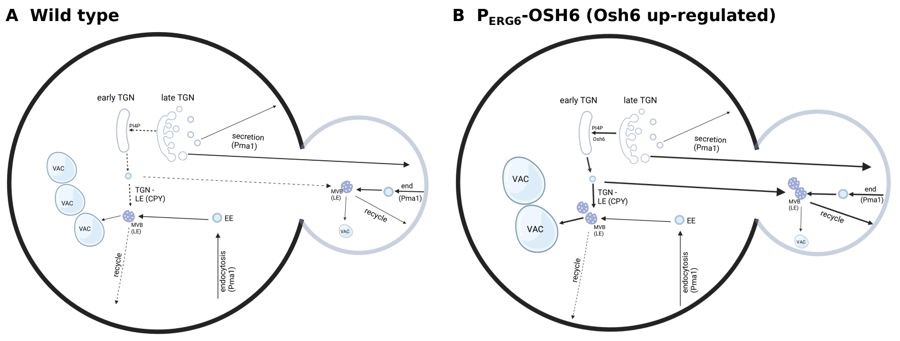 A Wild type
early TGN
late TGN
PI4P
secretion
(Pma1)
VAC
VAC
VAC
TGN -
LE (CPY)
MVB
(LE)
EE
recycle
endocytosis
(Pma1)
MVB
(LE)
end
(Pma1)
recycle
VAC
B PERG6-OSH6 (Osh6 up-regulated)
early TGN
late TGN
PI4P
Osh6
secretion
(Pma1)
VAC
VAC
TGN -
LE (CPY)
MVB
(LE)
EE
recycle
endocytosis
(Pma1)
MVB
(LE)
end
(Pma1)
recycle
VAC